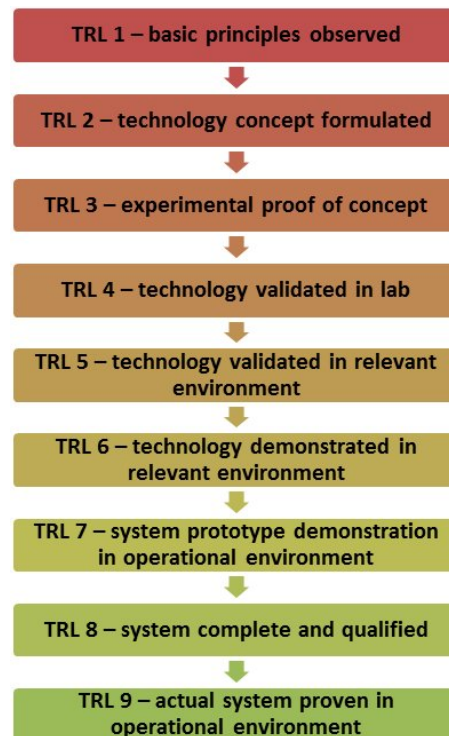 TRL 1 – basic principles observed
TRL 2 – technology concept formulated
TRL 3 – experimental proof of concept
TRL 4 – technology validated in lab
TRL 5 – technology validated in relevant
environment
TRL 6 – technology demonstrated in
relevant environment
TRL 7 – system prototype demonstration
in operational environment
TRL 8 – system complete and qualified
TRL 9 – actual system proven in
operational environment